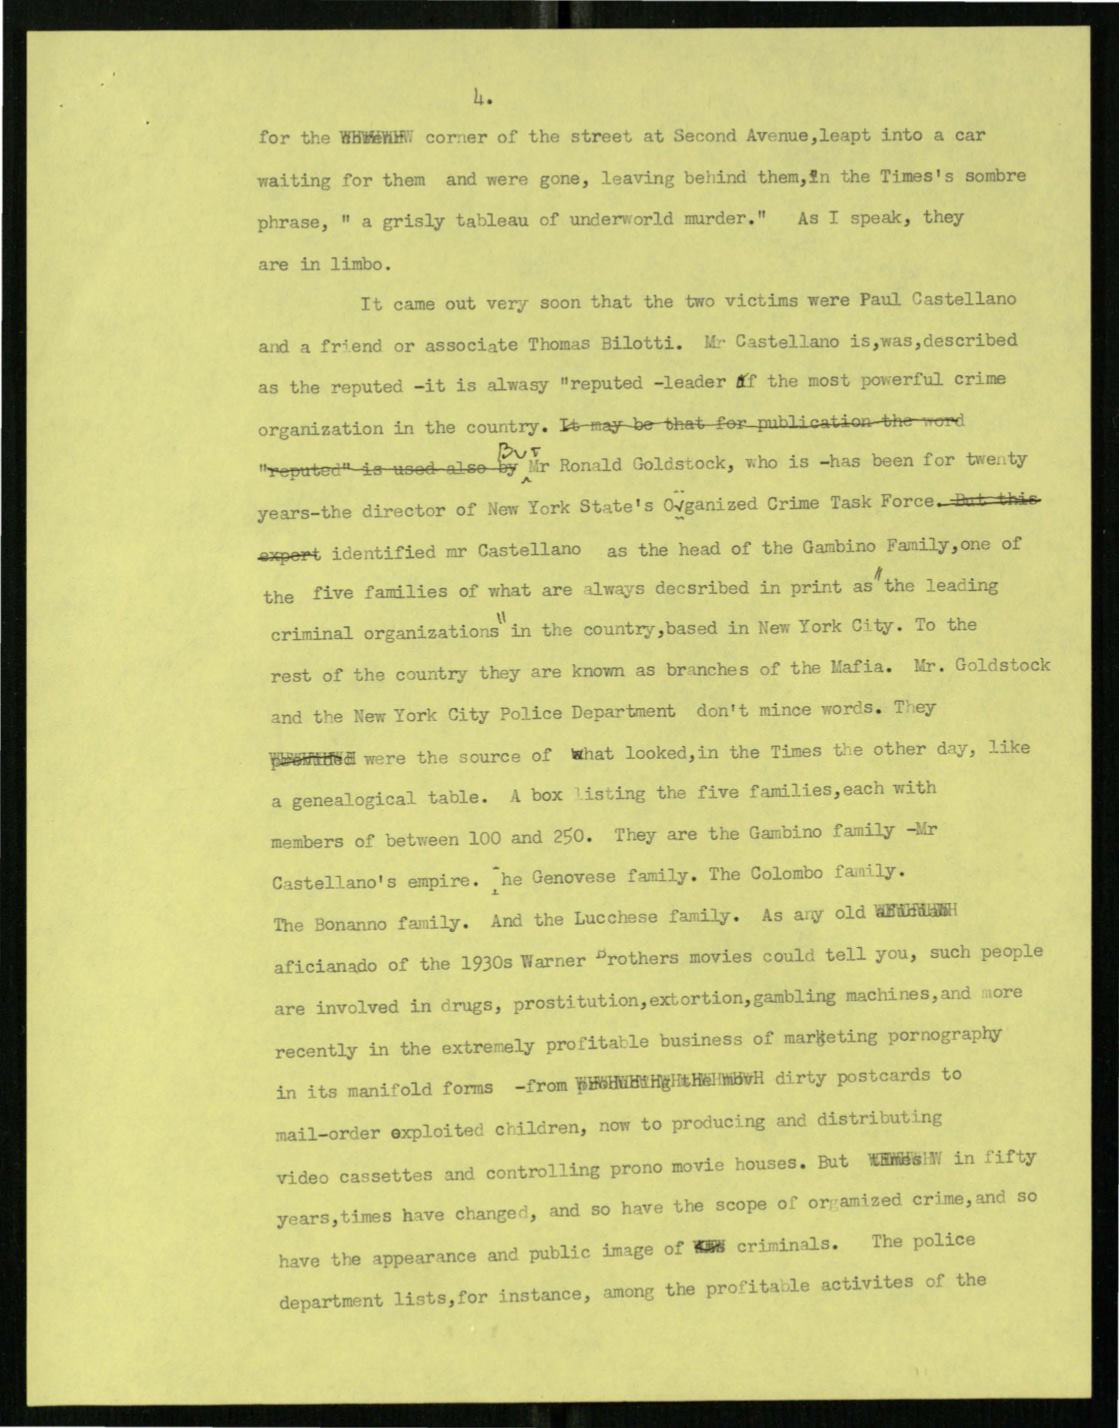 4.
for the corner of the street at Second Avenue,leapt into a car
waiting for them and were gone, leaving behind them,in the Times's sombre
phrase, " a grisly tableau of underworld murder." As I speak, they
are in limbo.
It came out very soon that the two victims were Paul Castellano
and a friend or associate Thomas Bilotti. Mr Castellano is,was,described
as the reputed -it is alwasy "reputed -leader of the most powerful crime
organization in the country. It may be that for publication the word
"reputed" is used also by But Mr Ronald Goldstock, who is -has been for twenty
years-the director of New York State's Organized Crime Task Force. But this
expert identified mr Castellano as the head of the Gambino Family,one of
the five families of what are always decsribed in print as "the leading
criminal organizations" in the country,based in New York City. To the
rest of the country they are known as branches of the Mafia. Mr. Goldstock
and the New York City Police Department don't mince words. They
provided were the source of what looked,in the Times the other day, like
a genealogical table. A box listing the five families,each with
members of between 100 and 250. They are the Gambino family -Mr
Castellano's empire. The Genovese family. The Colombo family.
The Bonanno family. And the Lucchese family. As any old
aficianado of the 1930s Warner Brothers movies could tell you, such people
are involved in drugs, prostitution,extortion,gambling machines,and more
recently in the extremely profitable business of marketing pornography
in its manifold forms -from producing the mov dirty postcards to
mail-order exploited children, now to producing and distributing
video cassettes and controlling prono movie houses. But times in fifty
years,times have changed, and so have the scope of orgamized crime,and so
have the appearance and public image of criminals. The police
department lists,for instance, among the profitable activites of the